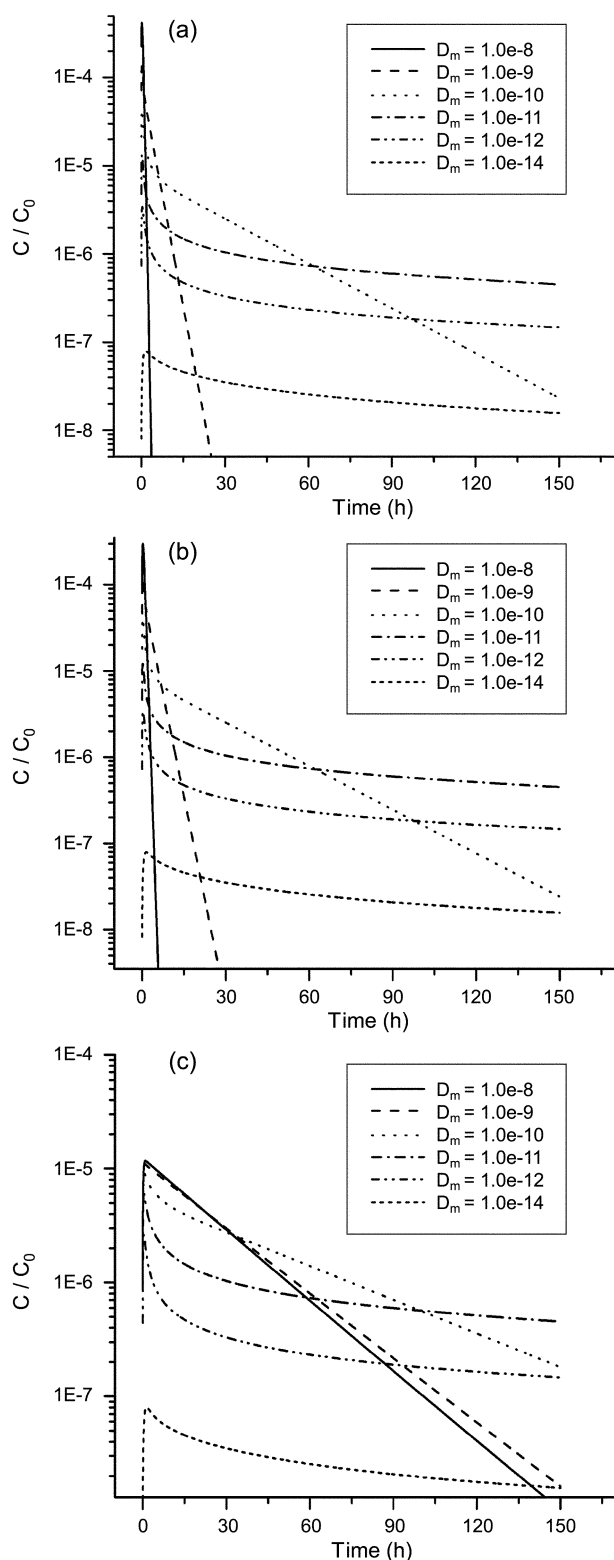 (a)
D_m = 1.0e-8
D_m = 1.0e-9
D_m = 1.0e-10
D_m = 1.0e-11
D_m = 1.0e-12
D_m = 1.0e-14
1E-4
1E-5
1E-6
1E-7
1E-8
C / C_0
0 30 60 90 120 150
Time (h)
(b)
D_m = 1.0e-8
D_m = 1.0e-9
D_m = 1.0e-10
D_m = 1.0e-11
D_m = 1.0e-12
D_m = 1.0e-14
1E-4
1E-5
1E-6
1E-7
1E-8
C / C_0
0 30 60 90 120 150
Time (h)
(c)
D_m = 1.0e-8
D_m = 1.0e-9
D_m = 1.0e-10
D_m = 1.0e-11
D_m = 1.0e-12
D_m = 1.0e-14
1E-4
1E-5
1E-6
1E-7
C / C_0
0 30 60 90 120 150
Time (h)